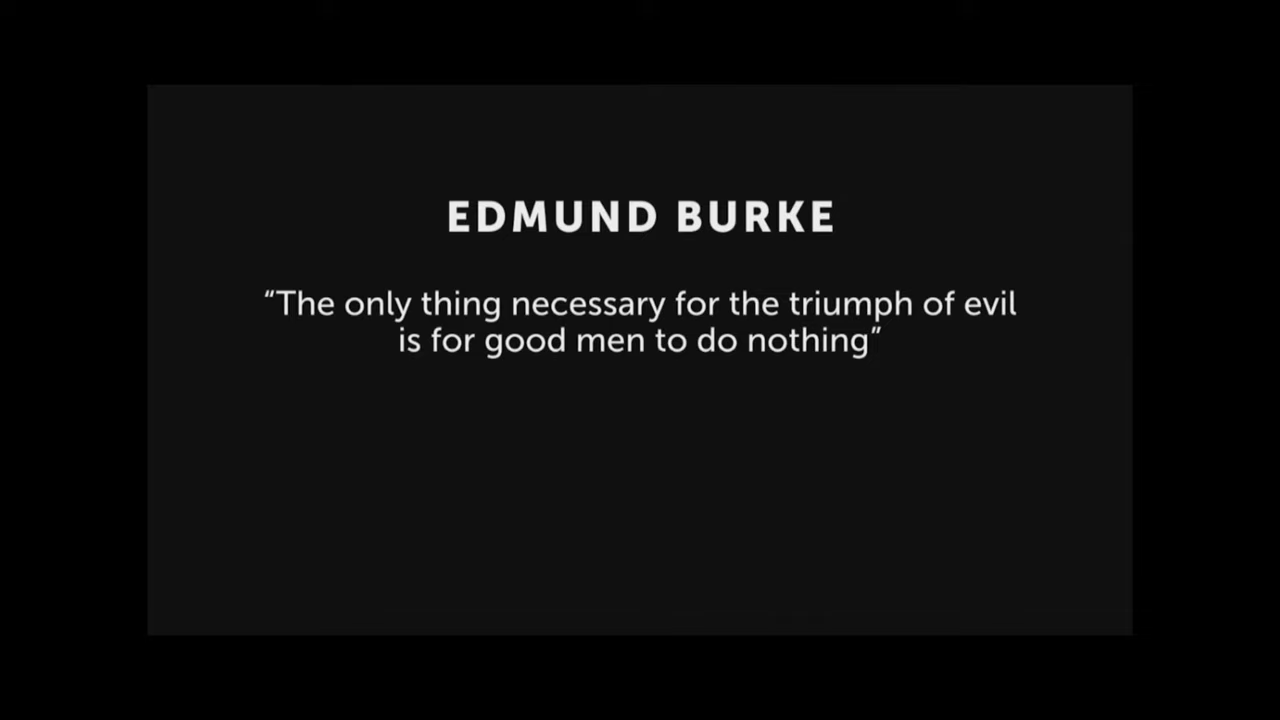 EDMUND BURKE
“The only thing necessary for the triumph of evil
is for good men to do nothing”